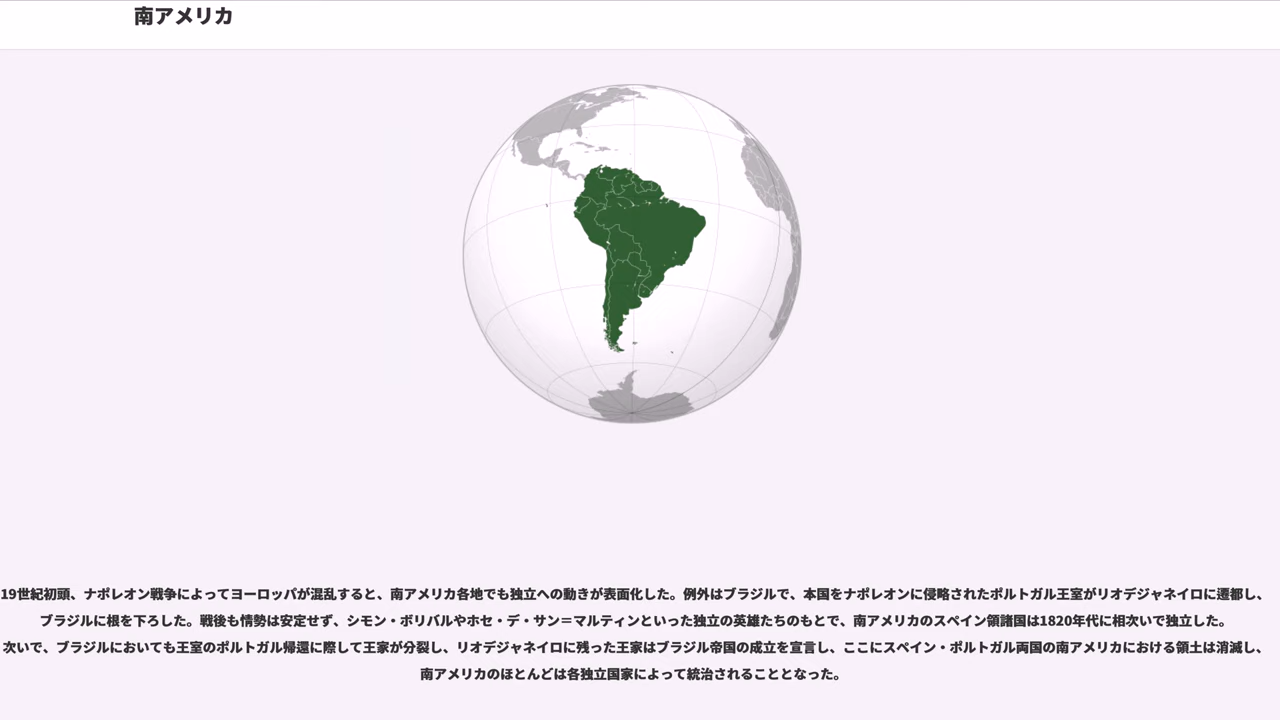 南アメリカ
19世紀初頭、ナポレオン戦争によってヨーロッパが混乱すると、南アメリカ各地でも独立への動きが表面化した。例外はブラジルで、本国をナポレオンに侵略されたポルトガル王室がリオデジャネイロに遷都し、
ブラジルに根を下ろした。戦後も情勢は安定せず、シモン・ボリバルやホセ・デ・サン＝マルティンといった独立の英雄たちのもとで、南アメリカのスペイン領諸国は1820年代に相次いで独立した。
次いで、ブラジルにおいても王室のポルトガル帰還に際して王家が分裂し、リオデジャネイロに残った王家はブラジル帝国の成立を宣言し、ここにスペイン・ポルトガル両国の南アメリカにおける領土は消滅し、
南アメリカのほとんどは各独立国家によって統治されることとなった。